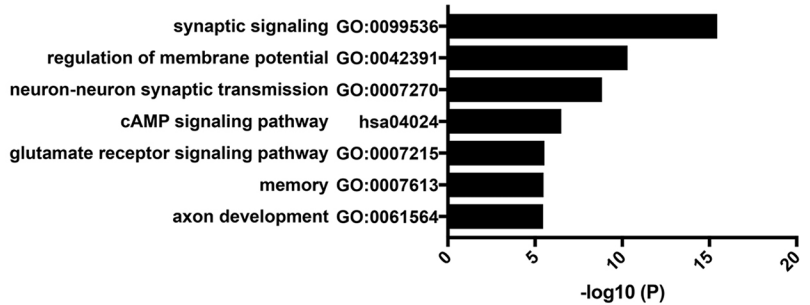 synaptic signaling GO:0099536
regulation of membrane potential GO:0042391
neuron-neuron synaptic transmission GO:0007270
cAMP signaling pathway hsa04024
glutamate receptor signaling pathway GO:0007215
memory GO:0007613
axon development GO:0061564
0 5 10 15 20
-log10 (P)